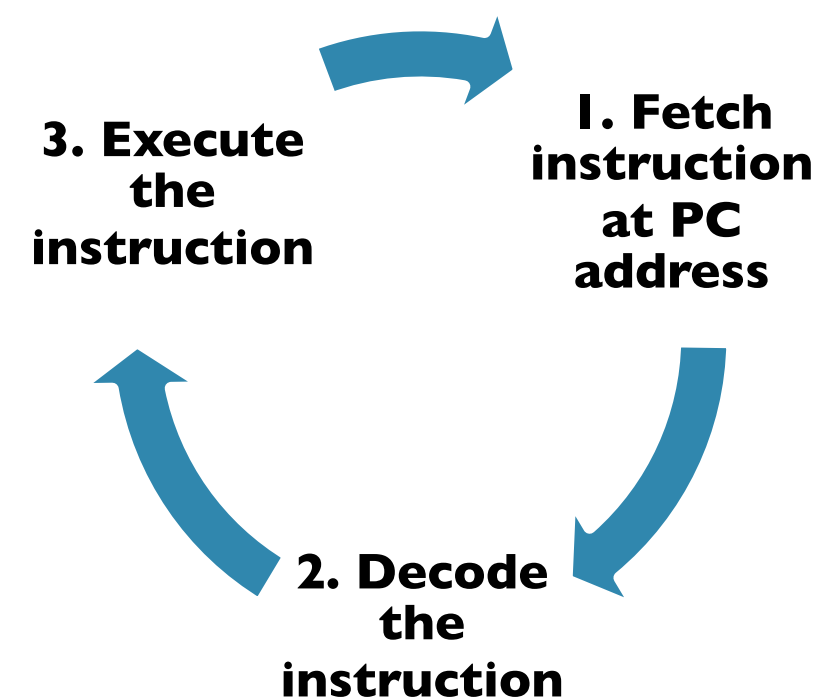 1. Fetch
instruction
at PC
address
2. Decode
the
instruction
3. Execute
the
instruction